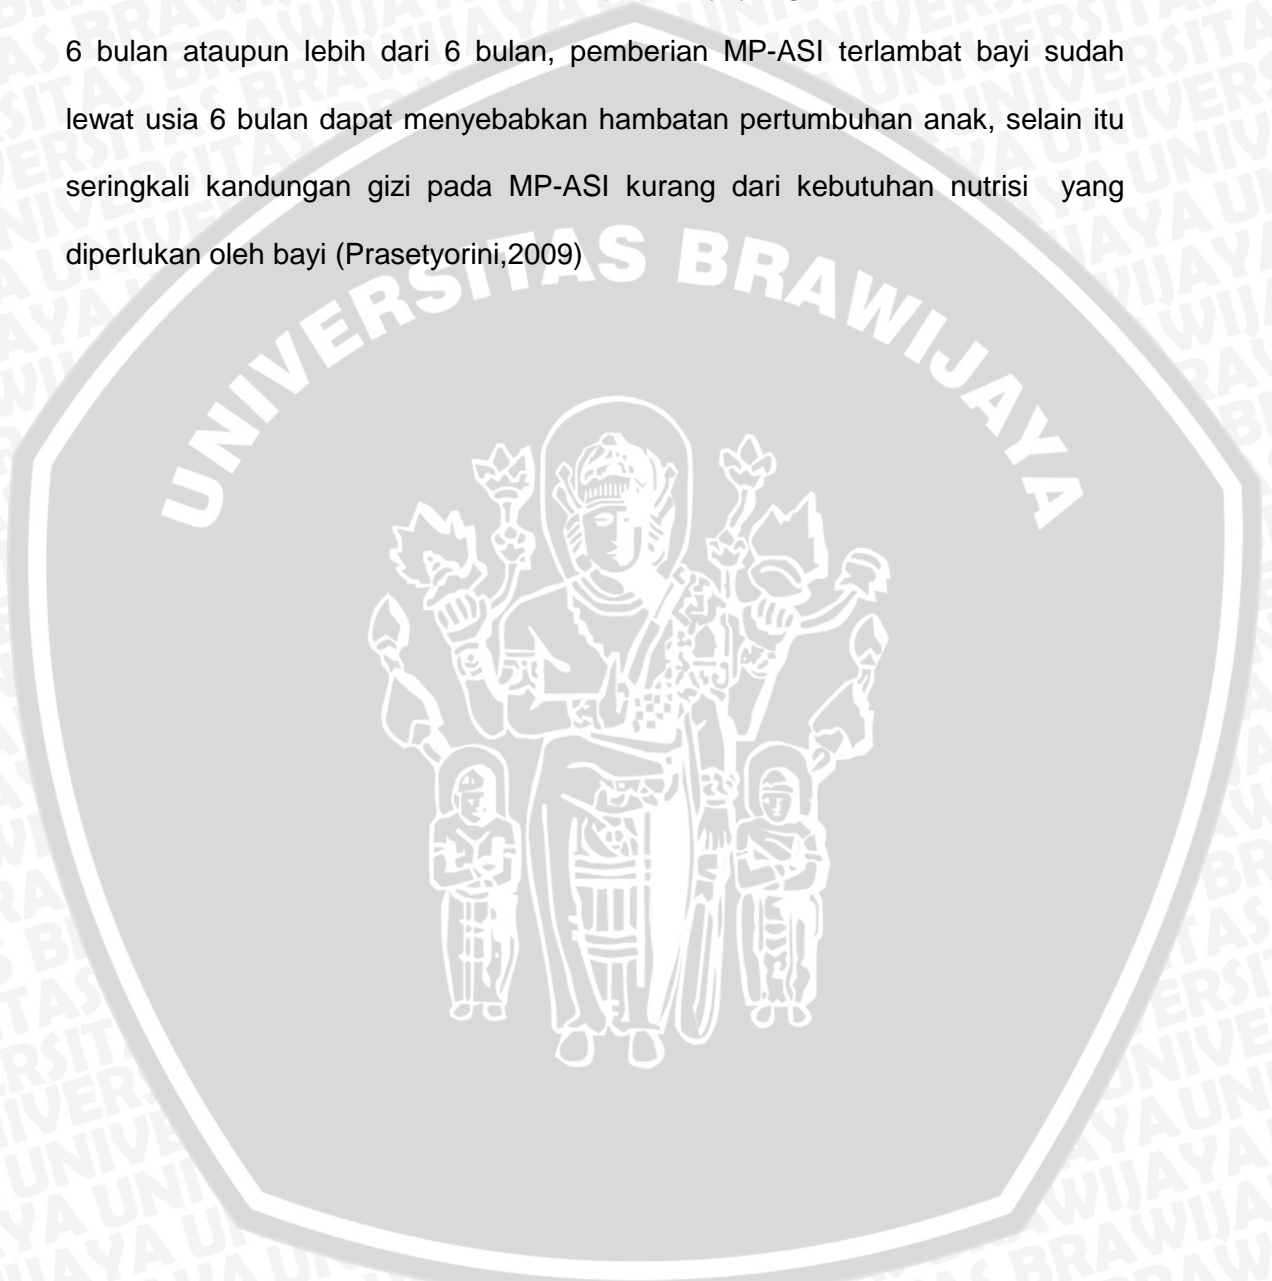 6 bulan ataupun lebih dari 6 bulan, pemberian MP-ASI terlambat bayi sudah
lewat usia 6 bulan dapat menyebabkan hambatan pertumbuhan anak, selain itu
seringkali kandungan gizi pada MP-ASI kurang dari kebutuhan nutrisi yang
diperlukan oleh bayi (Prasetyorini,2009)
UNIVERSITAS BRAWIJAYA